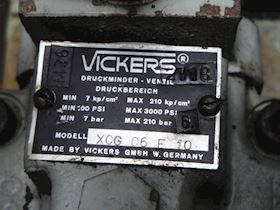 VICKERS®
DRUCKMINDER - VENTIL
DRUCKBEREICH
MIN 7 kp/cm² MAX 210 kp/cm²
MIN 100 PSI MAX 3000 PSI
MIN 7 bar MAX 210 bar
MODELL XCG 06 F 10
MADE BY VICKERS GMBH W. GERMANY